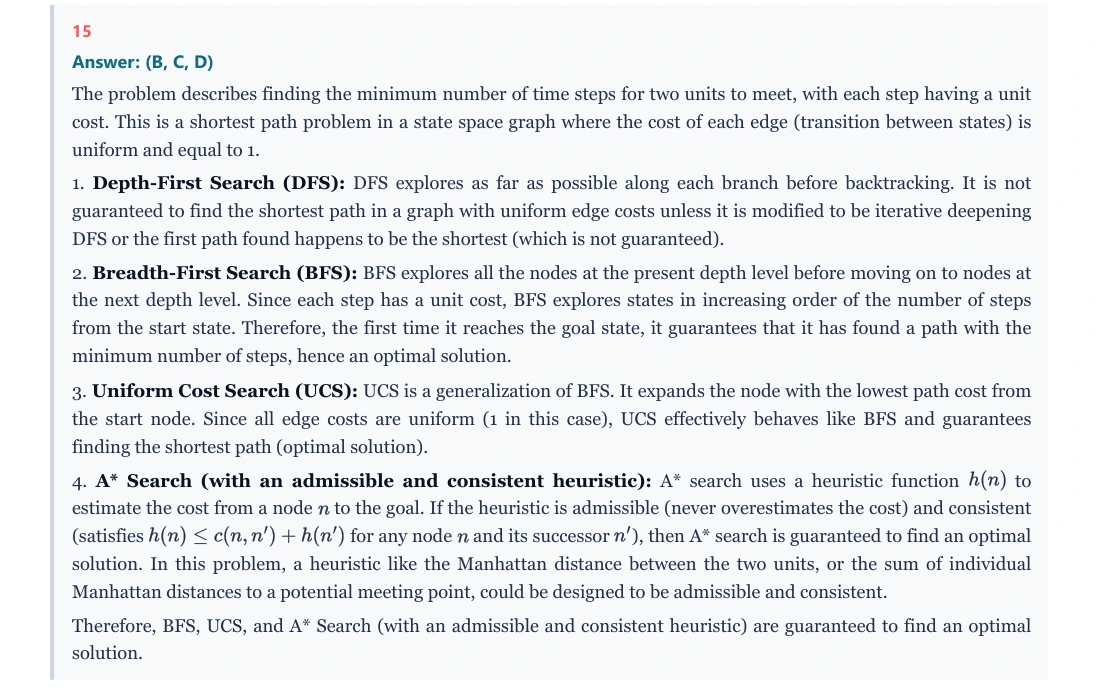 15
Answer: (B, C, D)
The problem describes finding the minimum number of time steps for two units to meet, with each step having a unit
cost. This is a shortest path problem in a state space graph where the cost of each edge (transition between states) is
uniform and equal to 1.
1. Depth-First Search (DFS): DFS explores as far as possible along each branch before backtracking. It is not
guaranteed to find the shortest path in a graph with uniform edge costs unless it is modified to be iterative deepening
DFS or the first path found happens to be the shortest (which is not guaranteed).
2. Breadth-First Search (BFS): BFS explores all the nodes at the present depth level before moving on to nodes at
the next depth level. Since each step has a unit cost, BFS explores states in increasing order of the number of steps
from the start state. Therefore, the first time it reaches the goal state, it guarantees that it has found a path with the
minimum number of steps, hence an optimal solution.
3. Uniform Cost Search (UCS): UCS is a generalization of BFS. It expands the node with the lowest path cost from
the start node. Since all edge costs are uniform (1 in this case), UCS effectively behaves like BFS and guarantees
finding the shortest path (optimal solution).
4. A* Search (with an admissible and consistent heuristic): A* search uses a heuristic function h(n) to
estimate the cost from a node n to the goal. If the heuristic is admissible (never overestimates the cost) and consistent
(satisfies h(n) ≤ c(n, n′) + h(n′) for any node n and its successor n′), then A* search is guaranteed to find an optimal
solution. In this problem, a heuristic like the Manhattan distance between the two units, or the sum of individual
Manhattan distances to a potential meeting point, could be designed to be admissible and consistent.
Therefore, BFS, UCS, and A* Search (with an admissible and consistent heuristic) are guaranteed to find an optimal
solution.